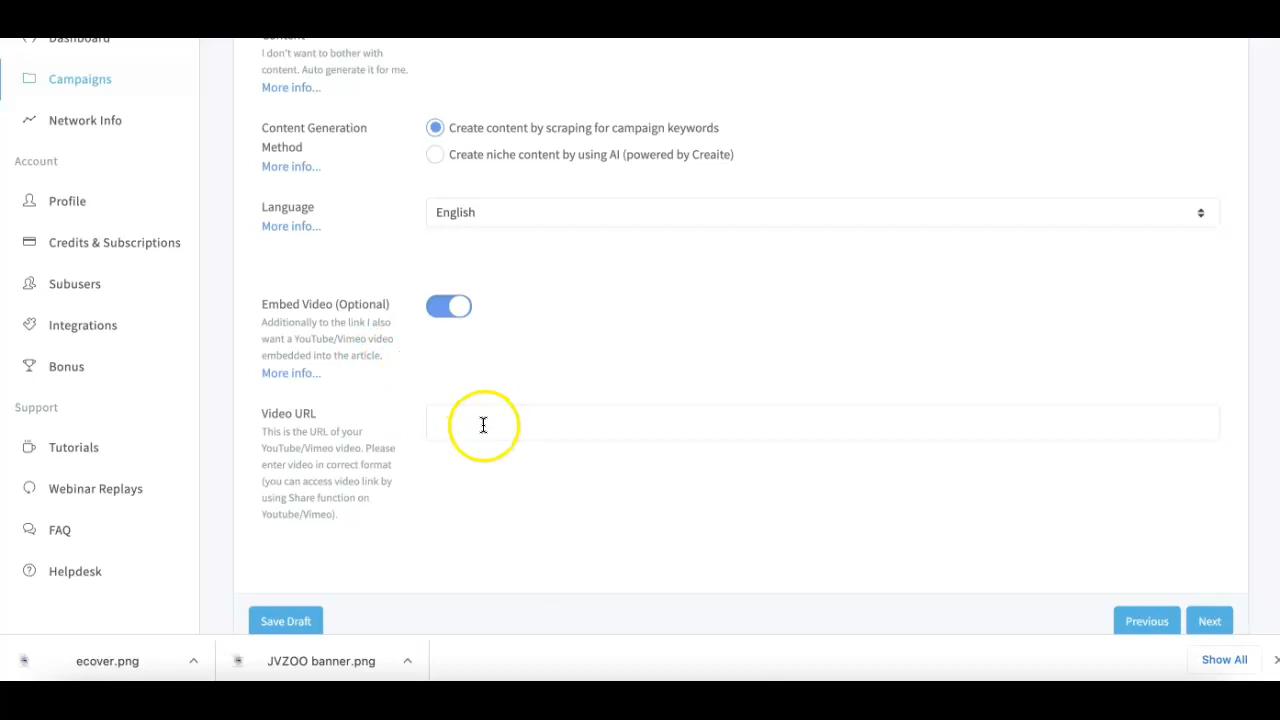 Dashboard
Campaigns
Network Info
Account
Profile
Credits & Subscriptions
Subusers
Integrations
Bonus
Support
Tutorials
Webinar Replays
FAQ
Helpdesk
Content
I don't want to bother with
content. Auto generate it for me.
More info...
Content Generation
Method
More info...
Create content by scraping for campaign keywords
Create niche content by using AI (powered by Creaite)
Language
More info...
English
Embed Video (Optional)
Additionally to the link I also
want a YouTube/Vimeo video
embedded into the article.
More info...
Video URL
This is the URL of your
YouTube/Vimeo video. Please
enter video in correct format
(you can access video link by
using Share function on
Youtube/Vimeo).
Save Draft
Previous
Next
ecover.png
JVZOO banner.png
Show All